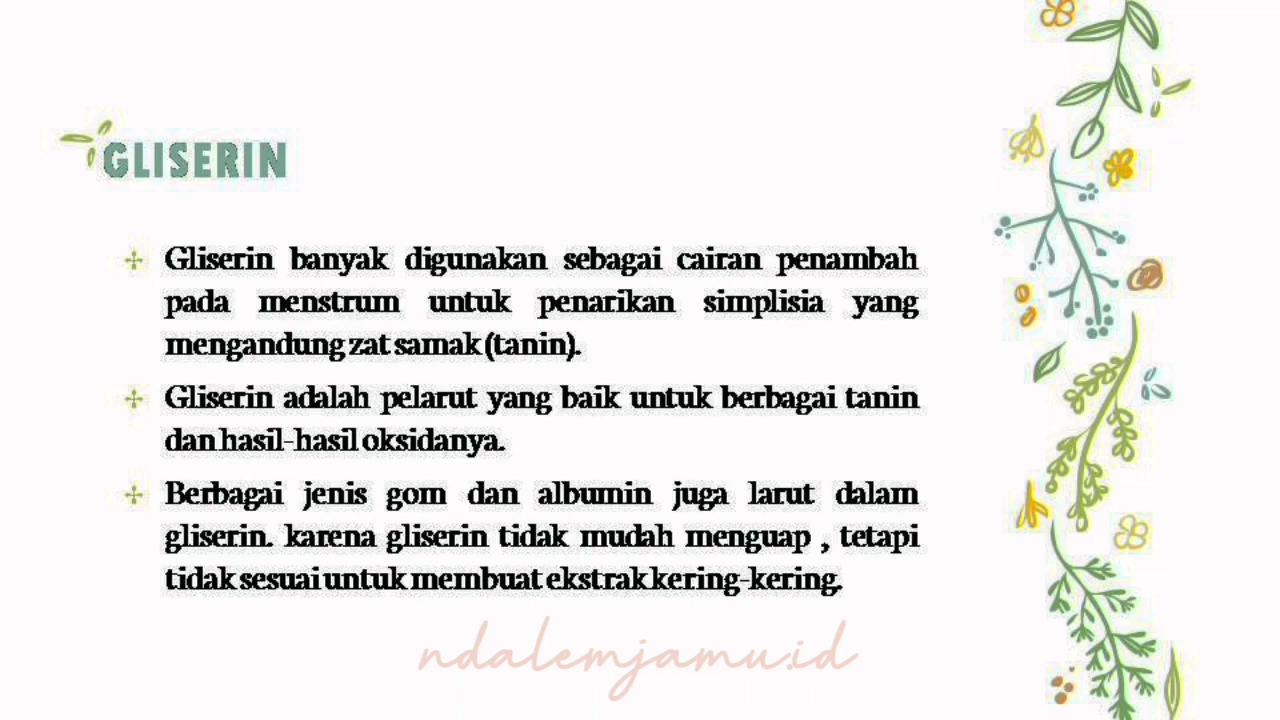 GLISERIN
Gliserin banyak digunakan sebagai cairan penambah
pada menstrum untuk penarikan simplisia yang
mengandung zat samak (tanin).
Gliserin adalah pelarut yang baik untuk berbagai tanin
dan hasil-hasil oksidanya.
Berbagai jenis gom dan albumin juga larut dalam
gliserin. karena gliserin tidak mudah menguap , tetapi
tidak sesuai untuk membuat ekstrak kering-kering.
ndalemjamu.id